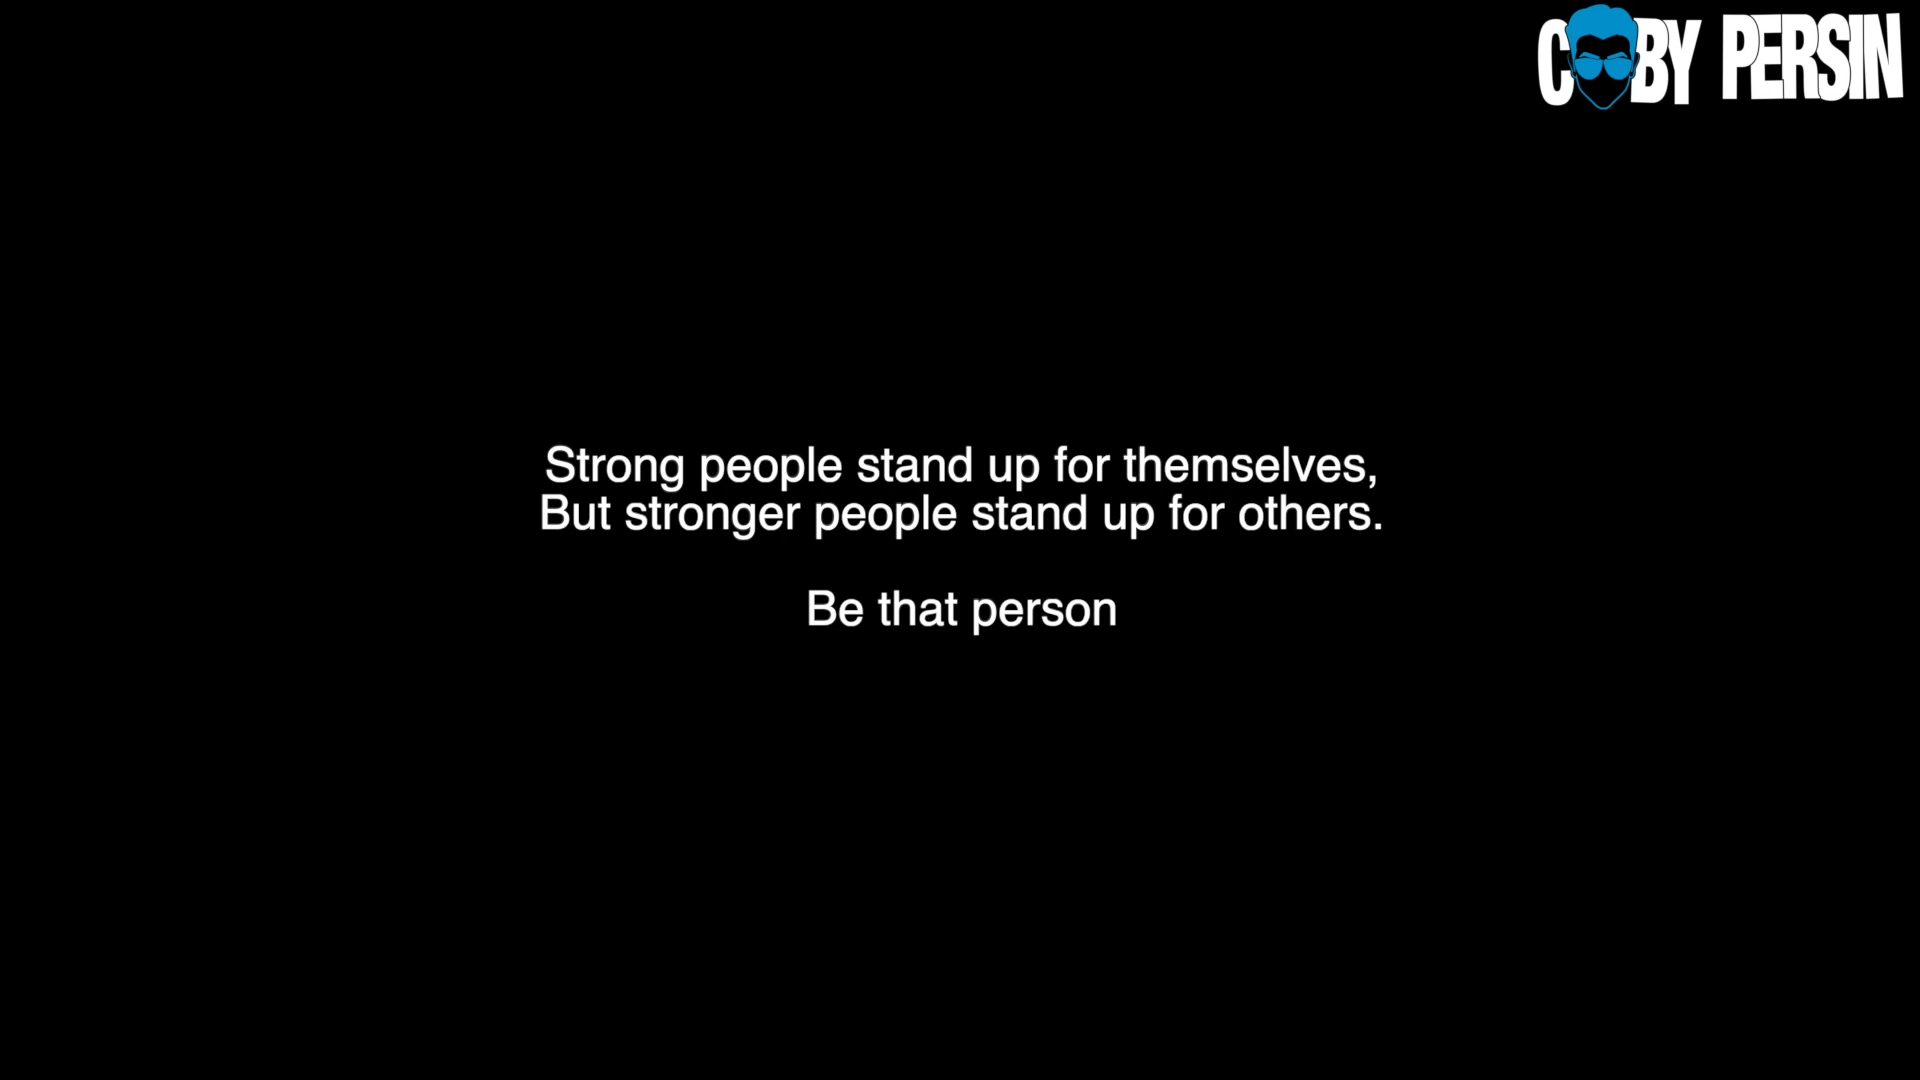 COBY PERSIN
Strong people stand up for themselves,
But stronger people stand up for others.
Be that person